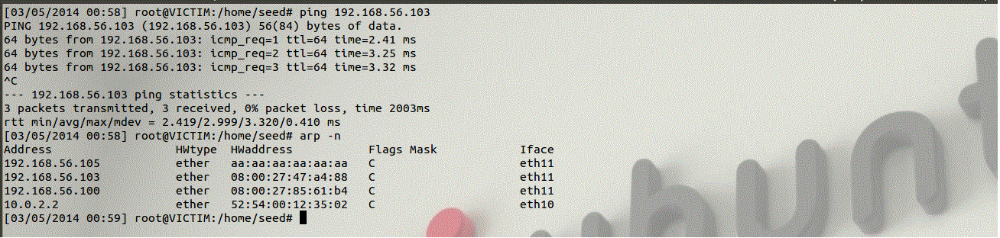 [03/05/2014 00:58] root@VICTIM:/home/seed# ping 192.168.56.103
PING 192.168.56.103 (192.168.56.103) 56(84) bytes of data.
64 bytes from 192.168.56.103: icmp_req=1 ttl=64 time=2.41 ms
64 bytes from 192.168.56.103: icmp_req=2 ttl=64 time=3.25 ms
64 bytes from 192.168.56.103: icmp_req=3 ttl=64 time=3.32 ms
^C
--- 192.168.56.103 ping statistics ---
3 packets transmitted, 3 received, 0% packet loss, time 2003ms
rtt min/avg/max/mdev = 2.419/2.999/3.320/0.410 ms
[03/05/2014 00:58] root@VICTIM:/home/seed# arp -n
Address HWtype HWaddress Flags Mask Iface
192.168.56.105 ether aa:aa:aa:aa:aa:aa C eth11
192.168.56.103 ether 08:00:27:47:a4:88 C eth11
192.168.56.100 ether 08:00:27:85:61:b4 C eth11
10.0.2.2 ether 52:54:00:12:35:02 C eth10
[03/05/2014 00:59] root@VICTIM:/home/seed#